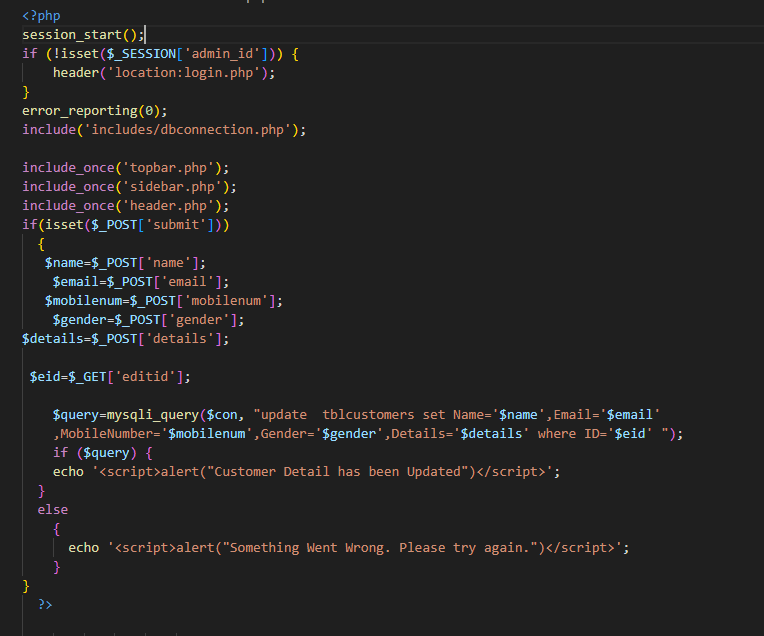 <?php
session_start();
if (!isset($_SESSION['admin_id'])) {
    header('location:login.php');
}
error_reporting(0);
include('includes/dbconnection.php');

include_once('topbar.php');
include_once('sidebar.php');
include_once('header.php');
if(isset($_POST['submit']))
  {
   $name=$_POST['name'];
    $email=$_POST['email'];
   $mobilenum=$_POST['mobilenum'];
    $gender=$_POST['gender'];
$details=$_POST['details'];

 $eid=$_GET['editid'];

    $query=mysqli_query($con, "update  tblcustomers set Name='$name',Email='$email'
    ,MobileNumber='$mobilenum',Gender='$gender',Details='$details' where ID='$eid' ");
    if ($query) {
    echo '<script>alert("Customer Detail has been Updated")</script>';
  }
  else
    {
      echo '<script>alert("Something Went Wrong. Please try again.")</script>';
    }
}
  ?>